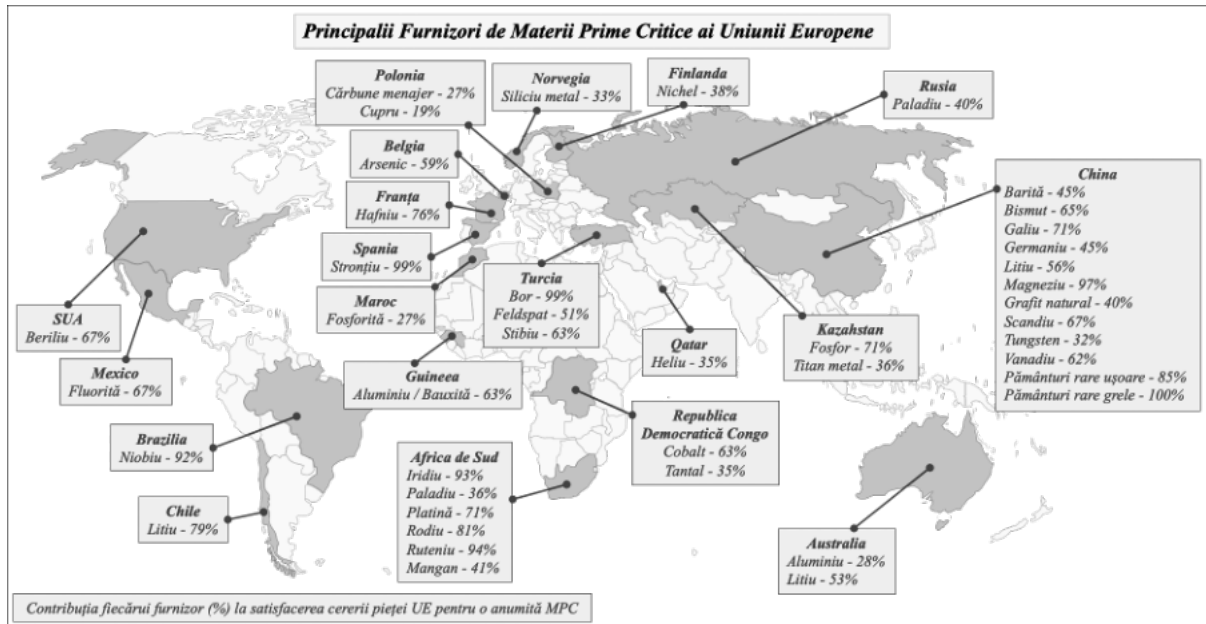 Principalii Furnizori de Materii Prime Critice ai Uniunii Europene
Polonia
Cărbune menajer - 27%
Cupru - 19%
Norvegia
Siliciu metal - 33%
Finlanda
Nichel - 38%
Rusia
Paladiu - 40%
Belgia
Arsenic - 59%
Franța
Hafniu - 76%
Spania
Stronțiu - 99%
Maroc
Fosforită - 27%
Turcia
Bor - 99%
Feldspat - 51%
Stibiu - 63%
China
Barită - 45%
Bismut - 65%
Galiu - 71%
Germaniu - 45%
Litiu - 56%
Magneziu - 97%
Grafit natural - 40%
Scandiu - 67%
Tungsten - 32%
Vanadiu - 62%
Pământuri rare ușoare - 85%
Pământuri rare grele - 100%
SUA
Beriliu - 67%
Mexico
Fluorită - 67%
Guineea
Aluminiu / Bauxită - 63%
Qatar
Heliu - 35%
Kazahstan
Fosfor - 71%
Titan metal - 36%
Brazilia
Niobiu - 92%
Chile
Litiu - 79%
Africa de Sud
Iridiu - 93%
Paladiu - 36%
Platină - 71%
Rodiu - 81%
Ruteniu - 94%
Mangan - 41%
Republica
Democratică Congo
Cobalt - 63%
Tantal - 35%
Australia
Aluminiu - 28%
Litiu - 53%
Contribuția fiecărui furnizor (%) la satisfacerea cererii pieței UE pentru o anumită MPC